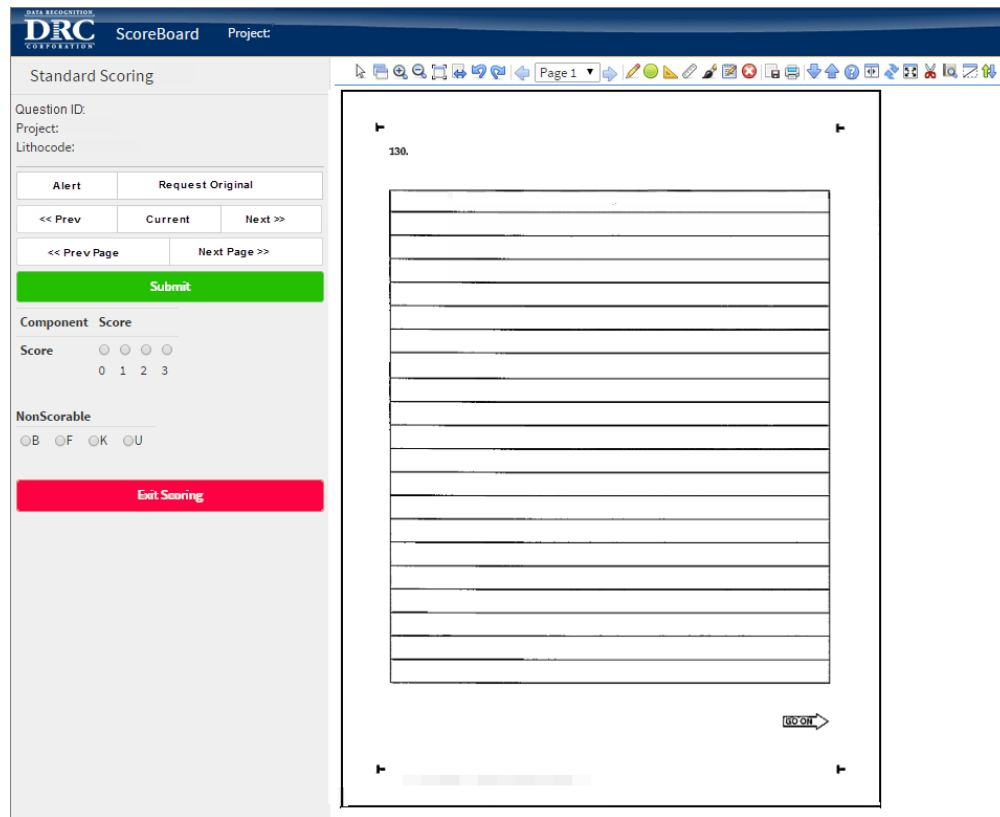 DATA RECOGNITION
DRC
CORPORATION
ScoreBoard
Project:
Standard Scoring
Page 1
Question ID:
Project:
Lithocode:
Alert
Request Original
<< Prev
Current
Next >>
<< Prev Page
Next Page >>
Submit
Component Score
Score
0 1 2 3
NonScorable
B F K U
Exit Scoring
130.
GO ON